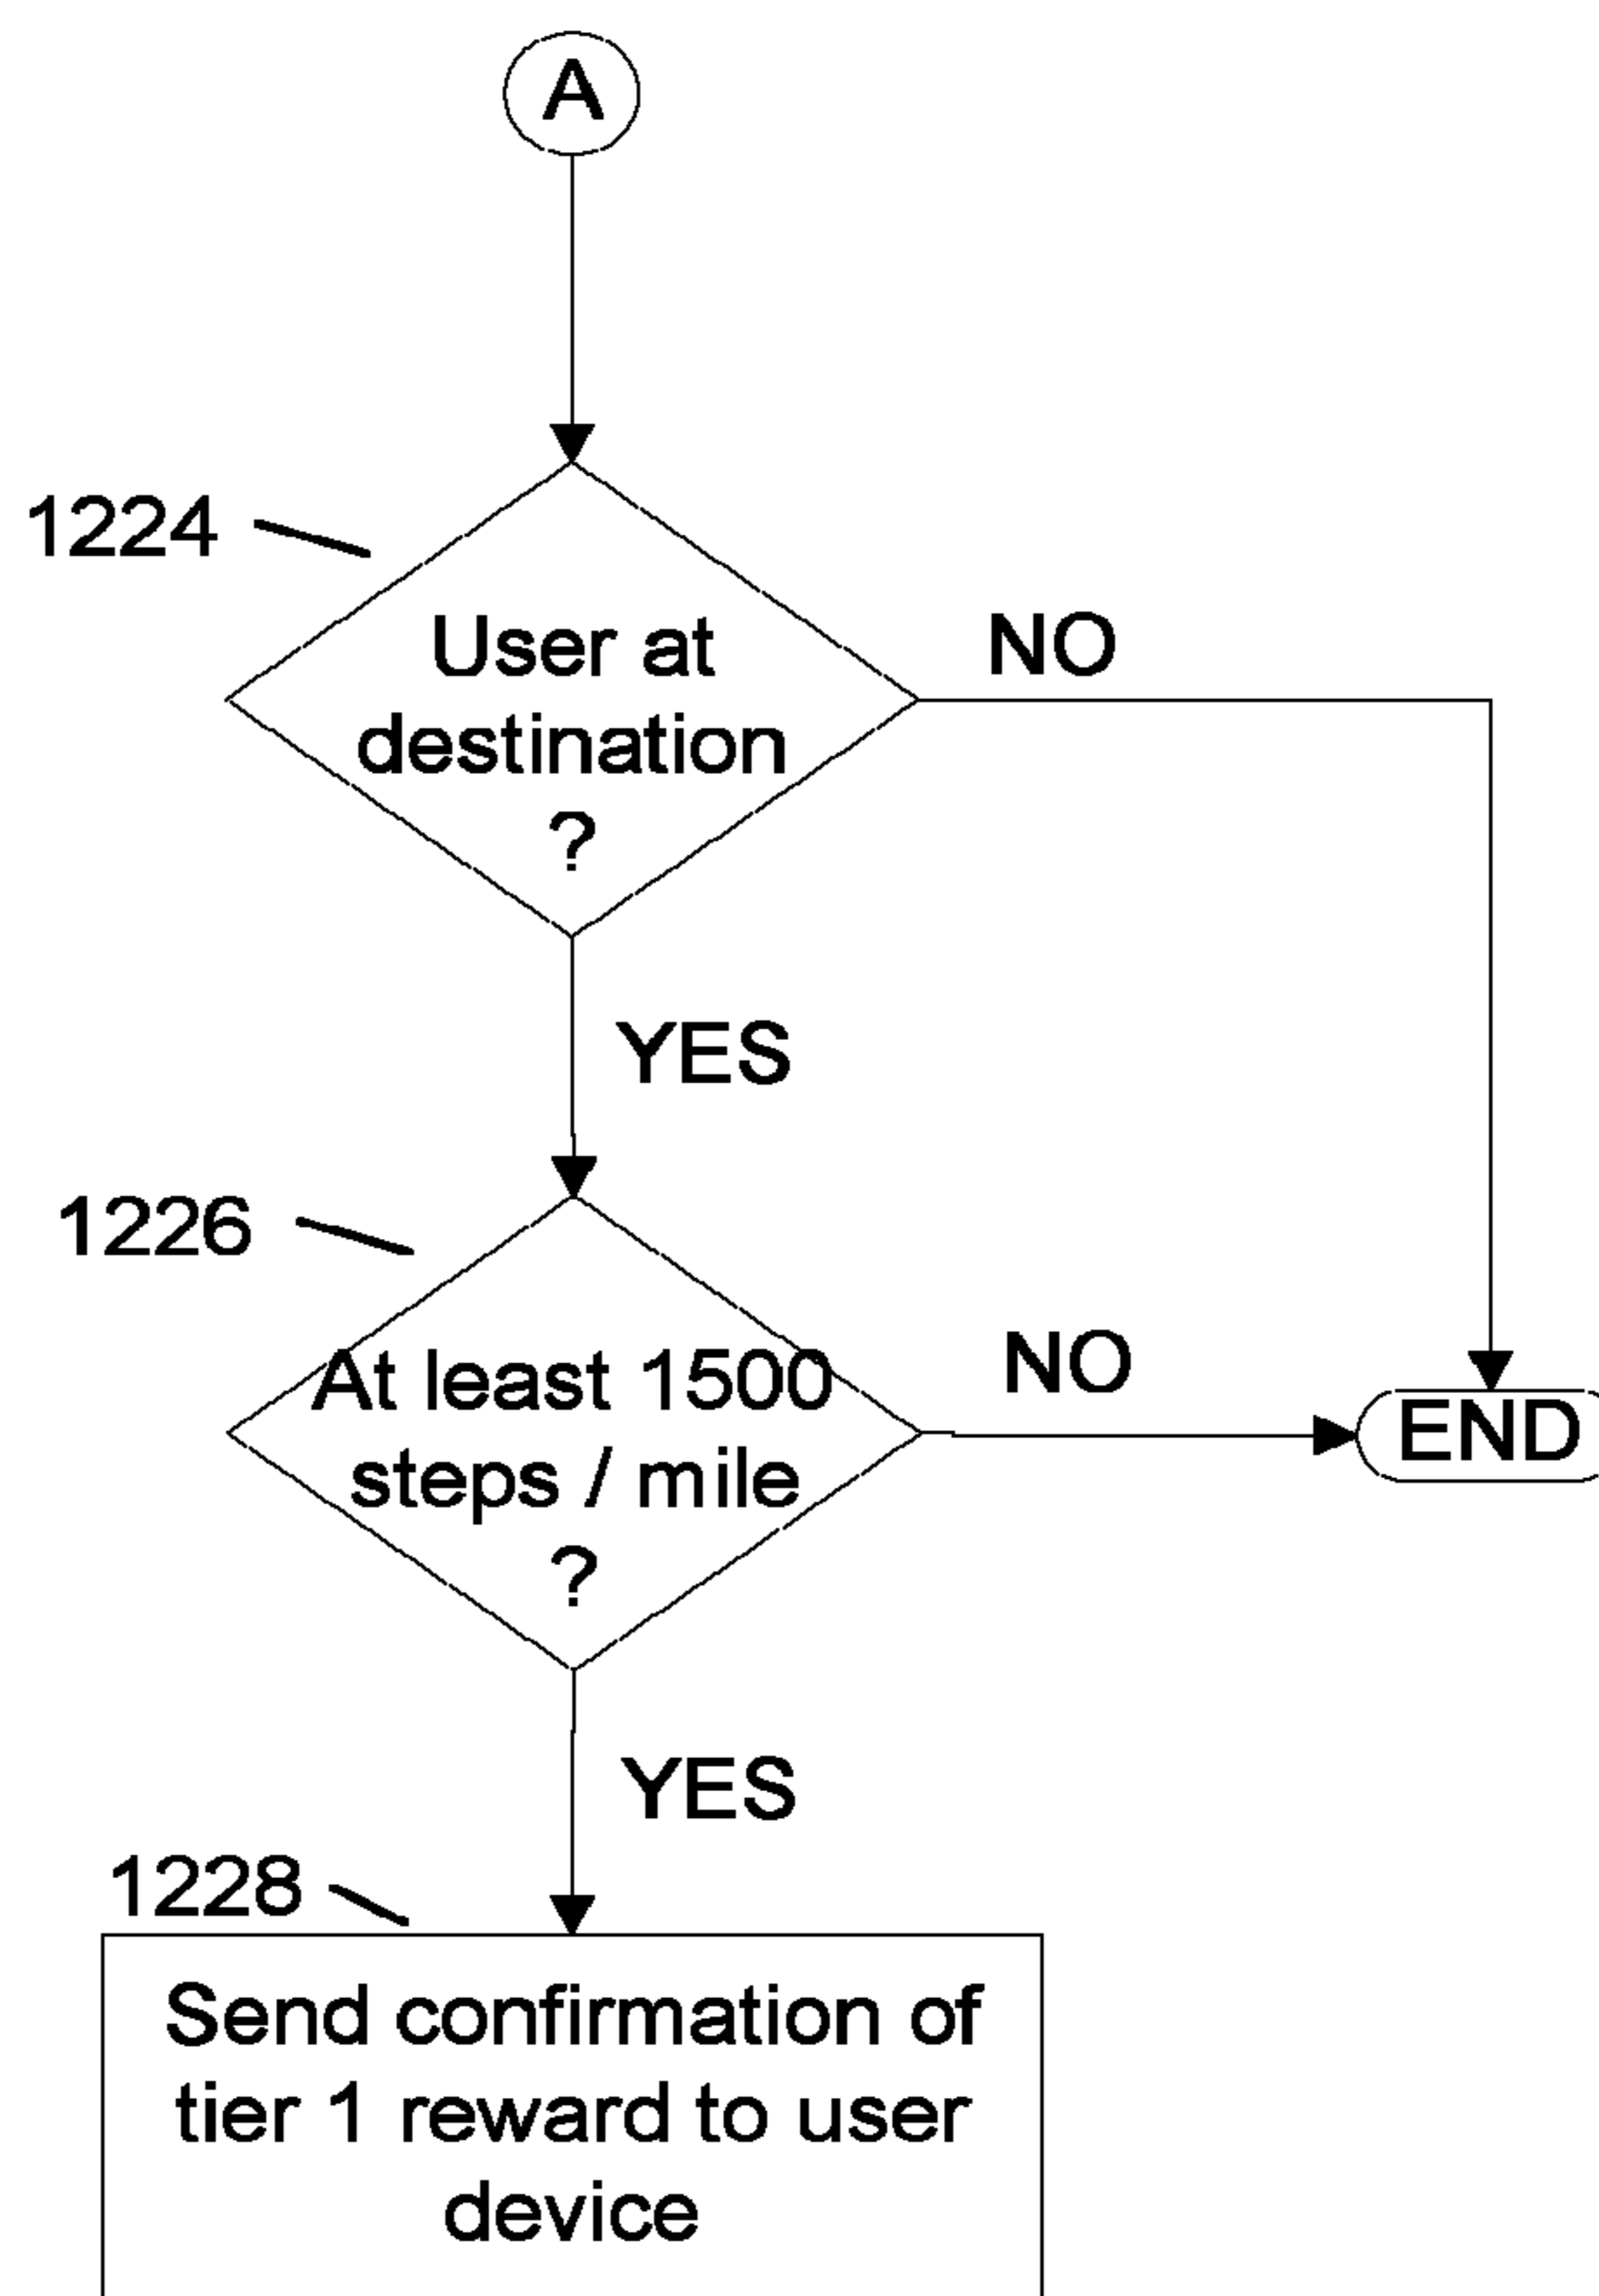 A
1224
User at
destination
?
NO
YES
1226
At least 1500
steps / mile
?
NO
END
YES
1228
Send confirmation of
tier 1 reward to user
device